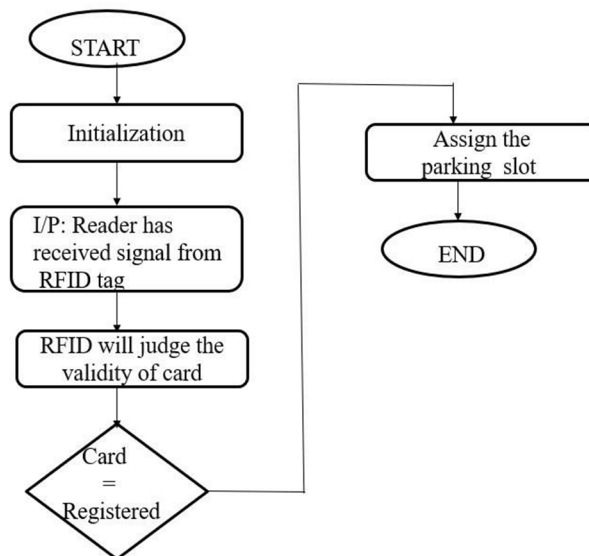 START
Initialization
I/P: Reader has
received signal from
RFID tag
RFID will judge the
validity of card
Card
=
Registered
Assign the
parking slot
END